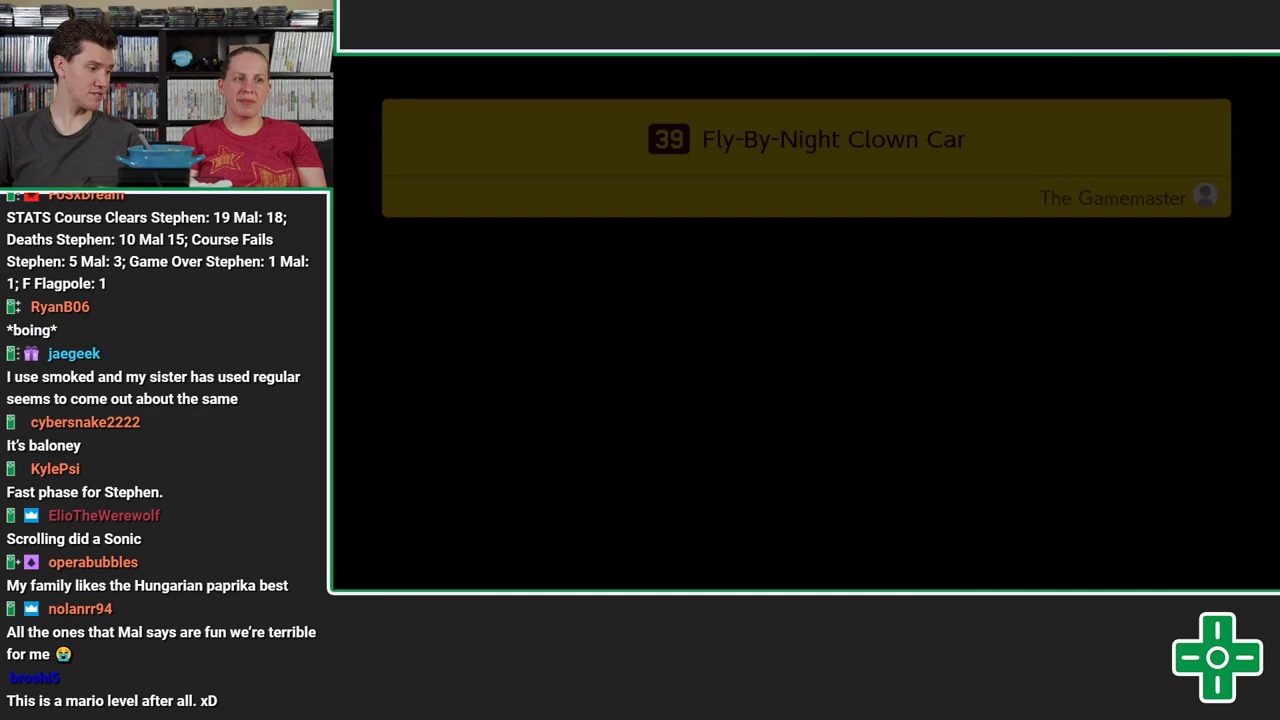 39 Fly-By-Night Clown Car
The Gamemaster
FoSxDream
STATS Course Clears Stephen: 19 Mal: 18;
Deaths Stephen: 10 Mal 15; Course Fails
Stephen: 5 Mal: 3; Game Over Stephen: 1 Mal:
1; F Flagpole: 1
RyanB06
*boing*
jaegeek
I use smoked and my sister has used regular
seems to come out about the same
cybersnake2222
It’s baloney
KylePsi
Fast phase for Stephen.
ElioTheWerewolf
Scrolling did a Sonic
operabubbles
My family likes the Hungarian paprika best
nolanrr94
All the ones that Mal says are fun we’re terrible
for me 😭
broshi5
This is a mario level after all. xD